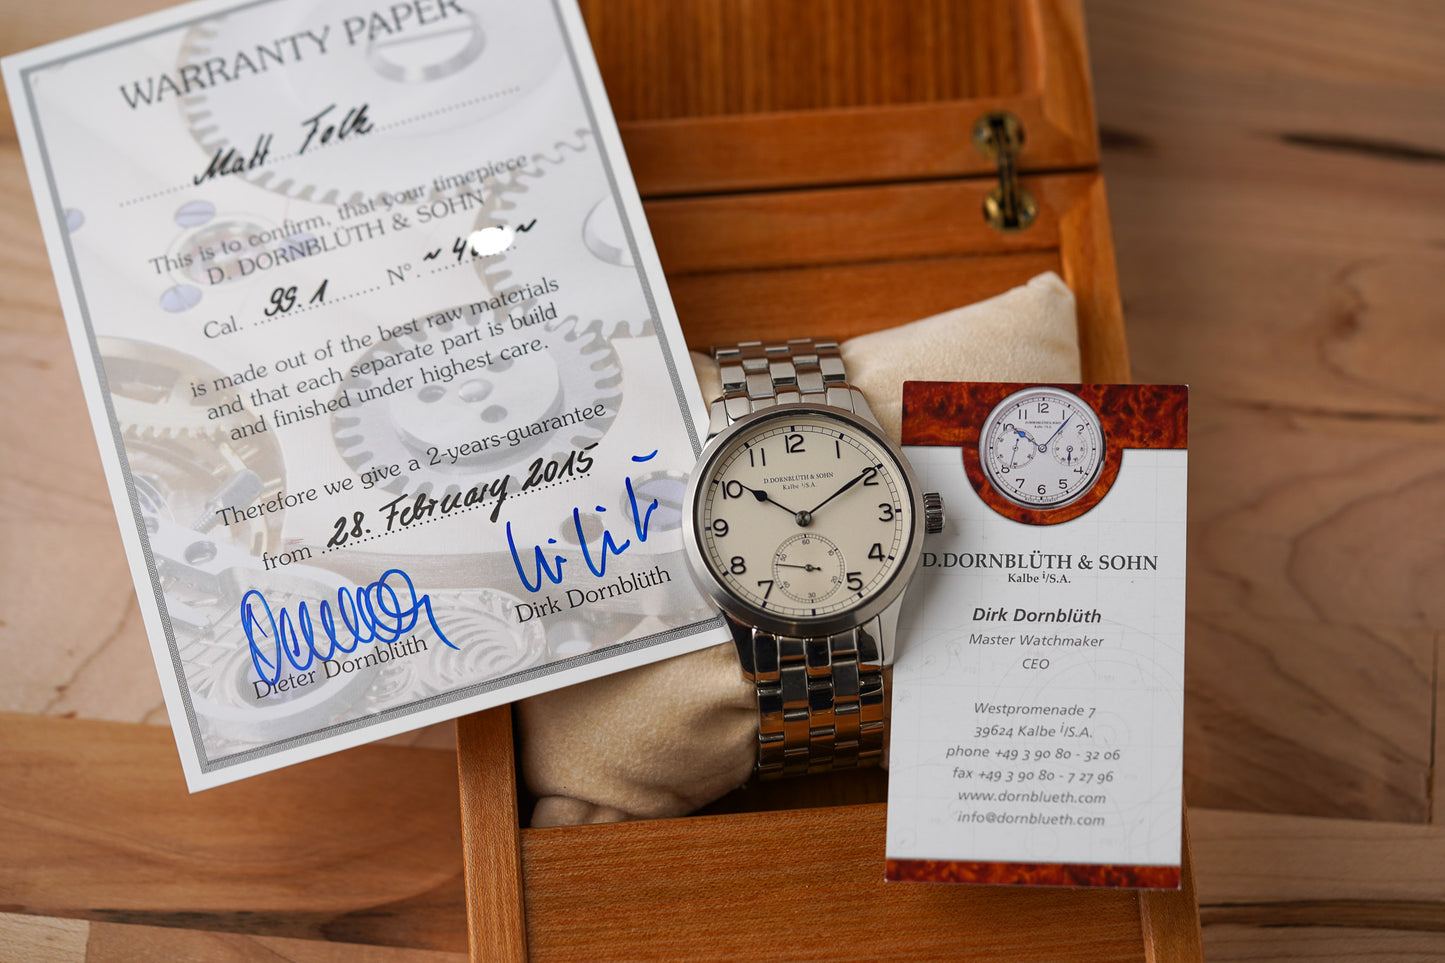 WARRANTY PAPER
Matt Folk
This is to confirm, that your timepiece
D. DORNBLÜTH & SOHN
Cal. 99.1 N° ~ 4 ~
is made out of the best raw materials
and that each separate part is build
and finished under highest care.
Therefore we give a 2-years-guarantee
from 28. February 2015
Dieter Dornblüth
Dirk Dornblüth
12
11
10
9
8
7
5
4
3
2
D. DORNBLÜTH & SOHN
Kalbe i/S.A.
60
10
30
D.DORNBLÜTH & SOHN
Kalbe i/S.A.
Dirk Dornblüth
Master Watchmaker
CEO
Westpromenade 7
39624 Kalbe i/S.A.
phone +49 3 90 80 - 32 06
fax +49 3 90 80 - 7 27 96
www.dornblueth.com
info@dornblueth.com